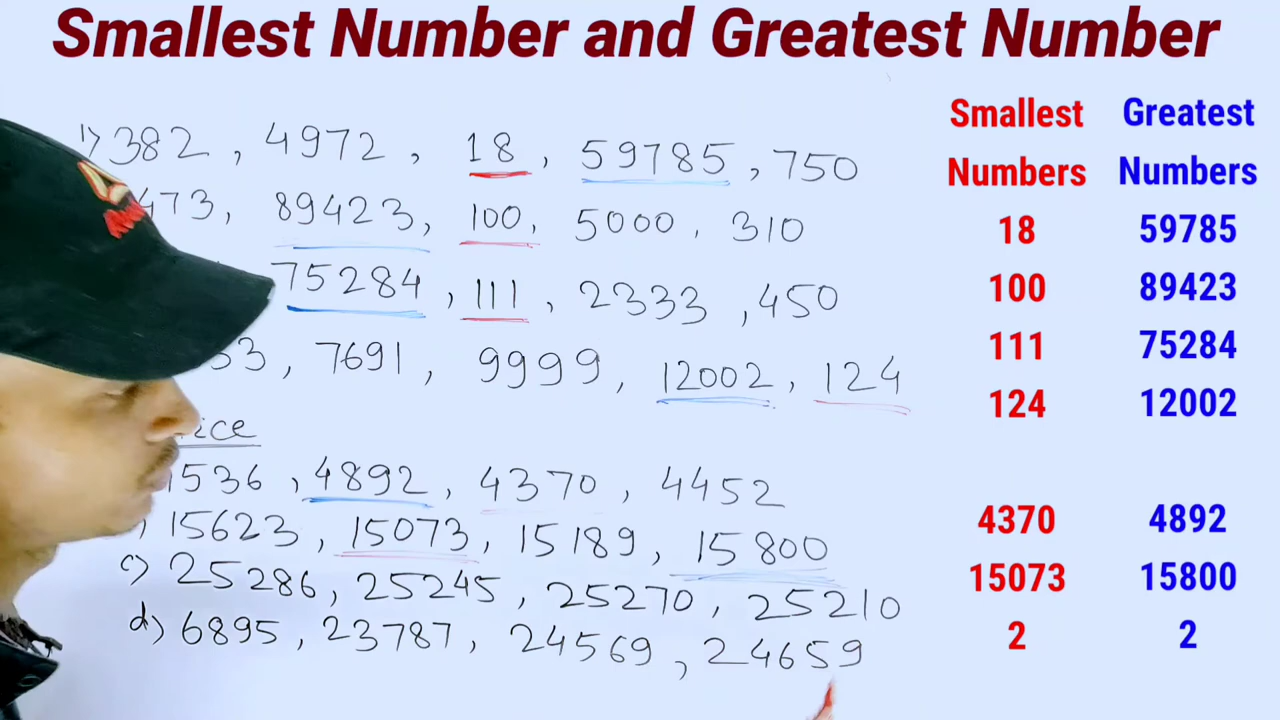 Smallest Number and Greatest Number
Smallest Greatest
Numbers Numbers
1) 382 , 4972 , 18 , 59785 , 750
18 59785
473, 89423, 100, 5000, 310
100 89423
75284 , 111 , 2333 , 450
111 75284
53 , 7691 , 9999 , 12002 , 124
124 12002
ice
1536 , 4892 , 4370 , 4452
4370 4892
) 15623 , 15073 , 15189 , 15800
15073 15800
c) 25286 , 25245 , 25270 , 25210
2 2
d) 6895 , 23787 , 24569 , 24659